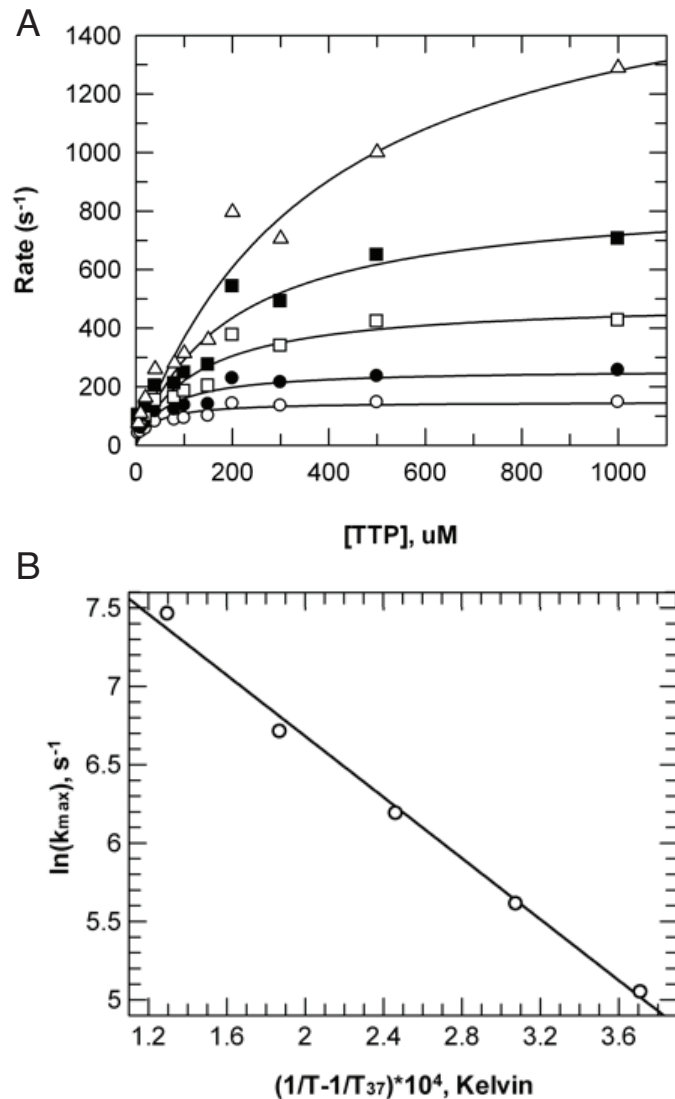 A
1400
1200
1000
800
600
400
200
0
0 200 400 600 800 1000
Rate (s⁻¹)
[TTP], uM
B
7.5
7
6.5
6
5.5
5
1.2 1.6 2 2.4 2.8 3.2 3.6
ln(kmax), s⁻¹
(1/T-1/T₃₇)*10⁴, Kelvin